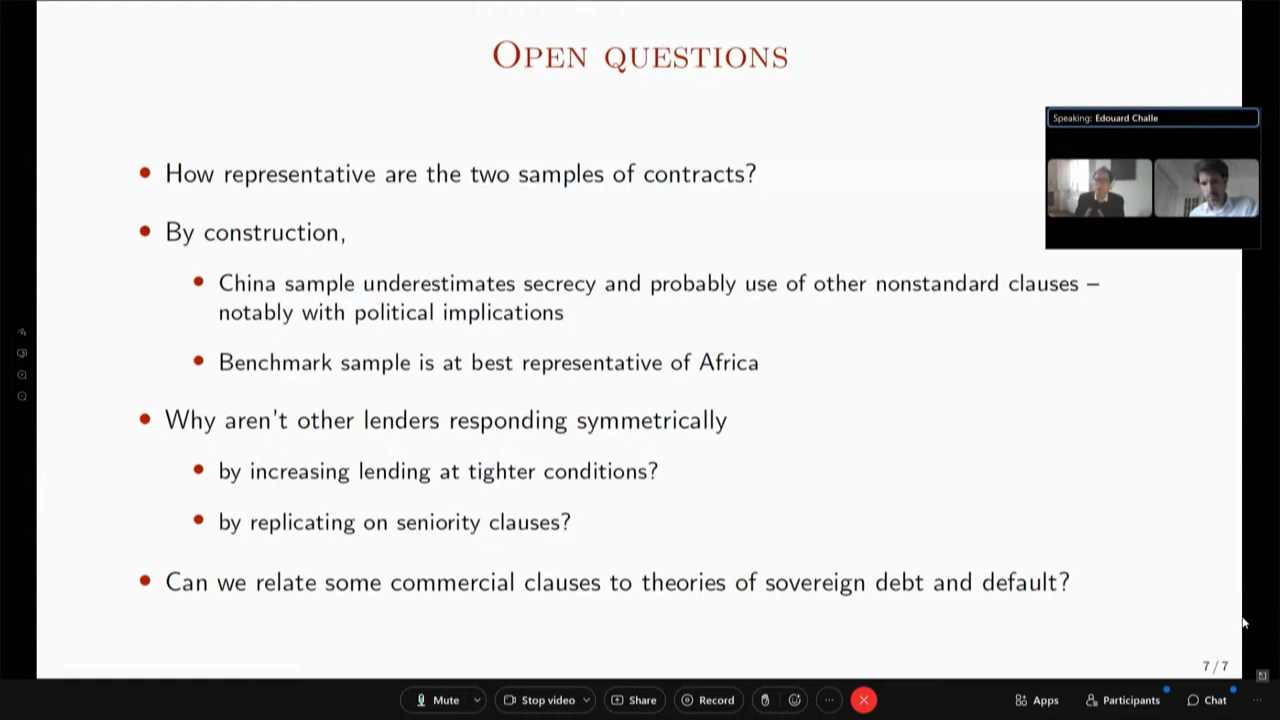 OPEN QUESTIONS
Speaking: Edouard Challe
• How representative are the two samples of contracts?
• By construction,
• China sample underestimates secrecy and probably use of other nonstandard clauses –
notably with political implications
• Benchmark sample is at best representative of Africa
• Why aren't other lenders responding symmetrically
• by increasing lending at tighter conditions?
• by replicating on seniority clauses?
• Can we relate some commercial clauses to theories of sovereign debt and default?
7 / 7
Mute
Stop video
Share
Record
Apps
Participants
Chat